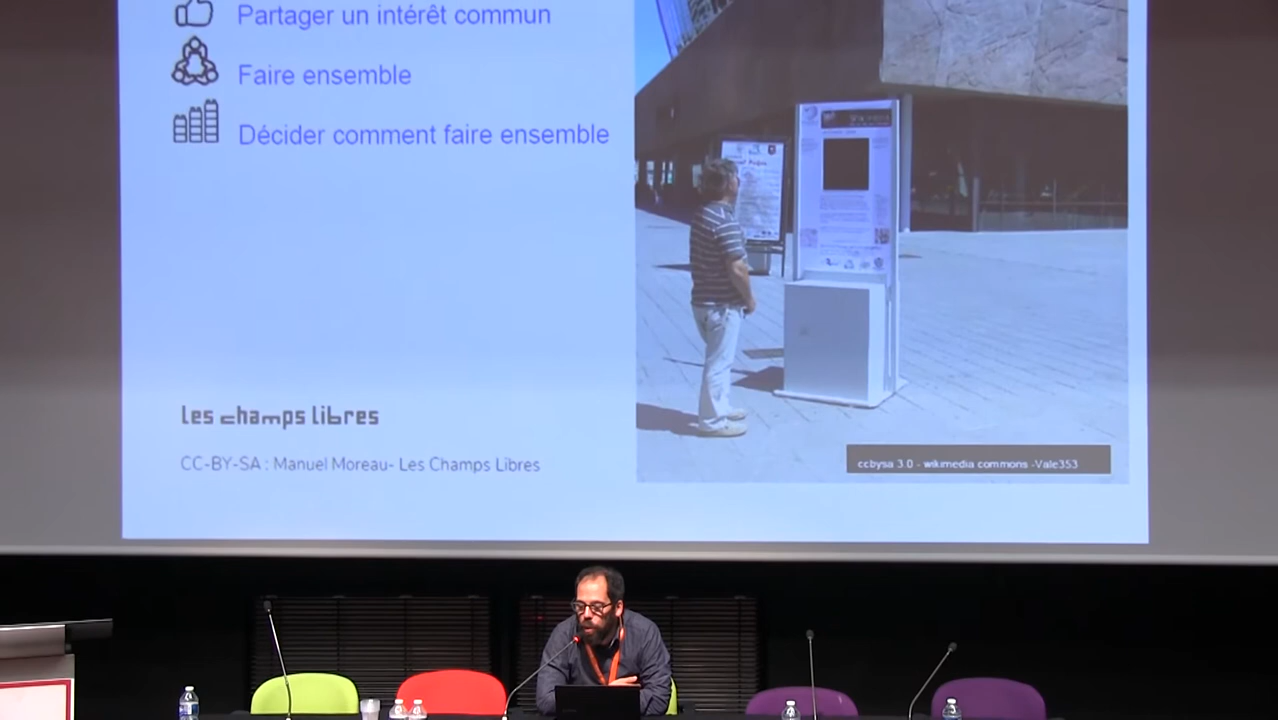 Partager un intérêt commun
Faire ensemble
Décider comment faire ensemble
les champs libres
CC-BY-SA : Manuel Moreau- Les Champs Libres
ccbysa 3.0 - wikimedia commons -Vale353